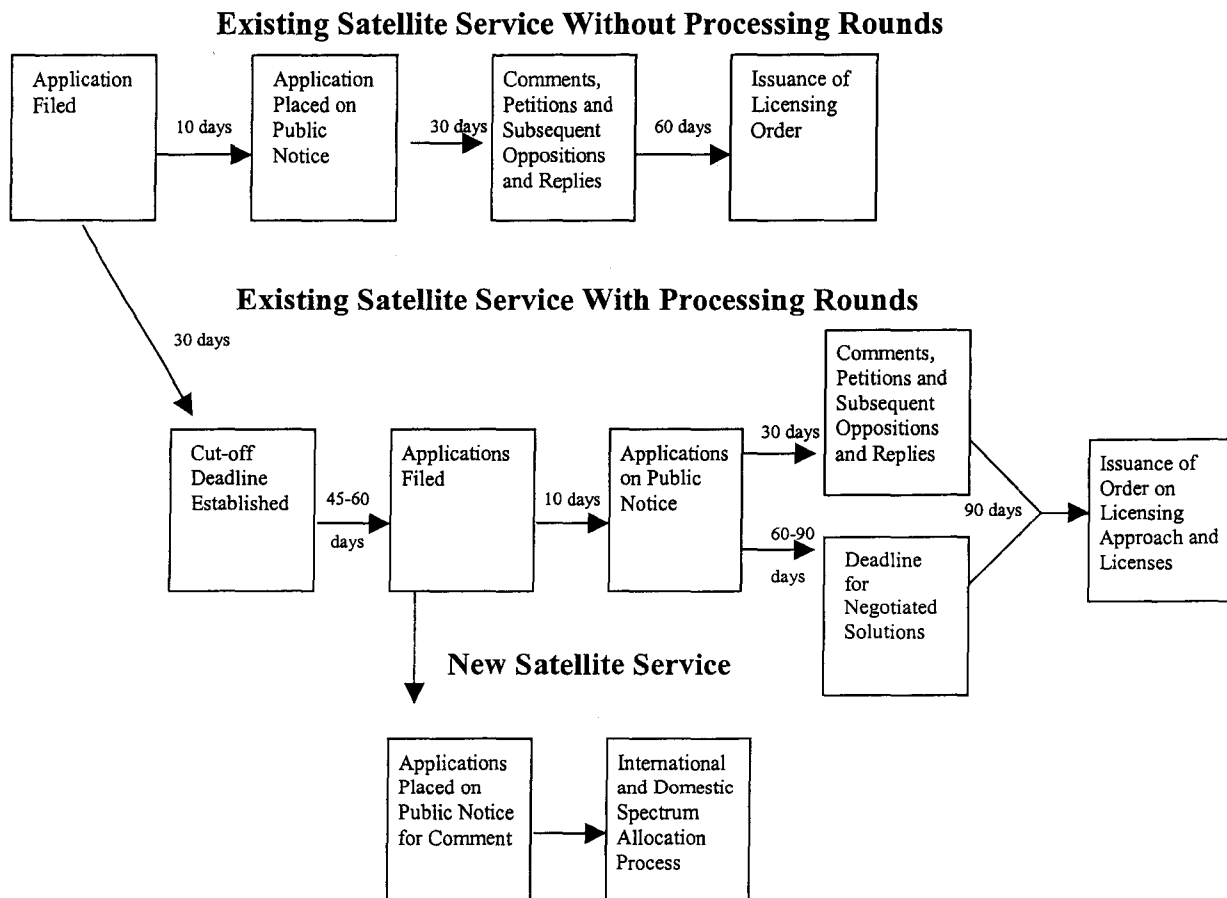 Existing Satellite Service Without Processing Rounds
Application
Filed
10 days
Application
Placed on
Public
Notice
30 days
Comments,
Petitions and
Subsequent
Oppositions
and Replies
60 days
Issuance of
Licensing
Order
30 days
Existing Satellite Service With Processing Rounds
Cut-off
Deadline
Established
45-60
days
Applications
Filed
10 days
Applications
on Public
Notice
30 days
Comments,
Petitions and
Subsequent
Oppositions
and Replies
60-90
days
Deadline
for
Negotiated
Solutions
90 days
Issuance of
Order on
Licensing
Approach and
Licenses
New Satellite Service
Applications
Placed on
Public Notice
for Comment
International
and Domestic
Spectrum
Allocation
Process